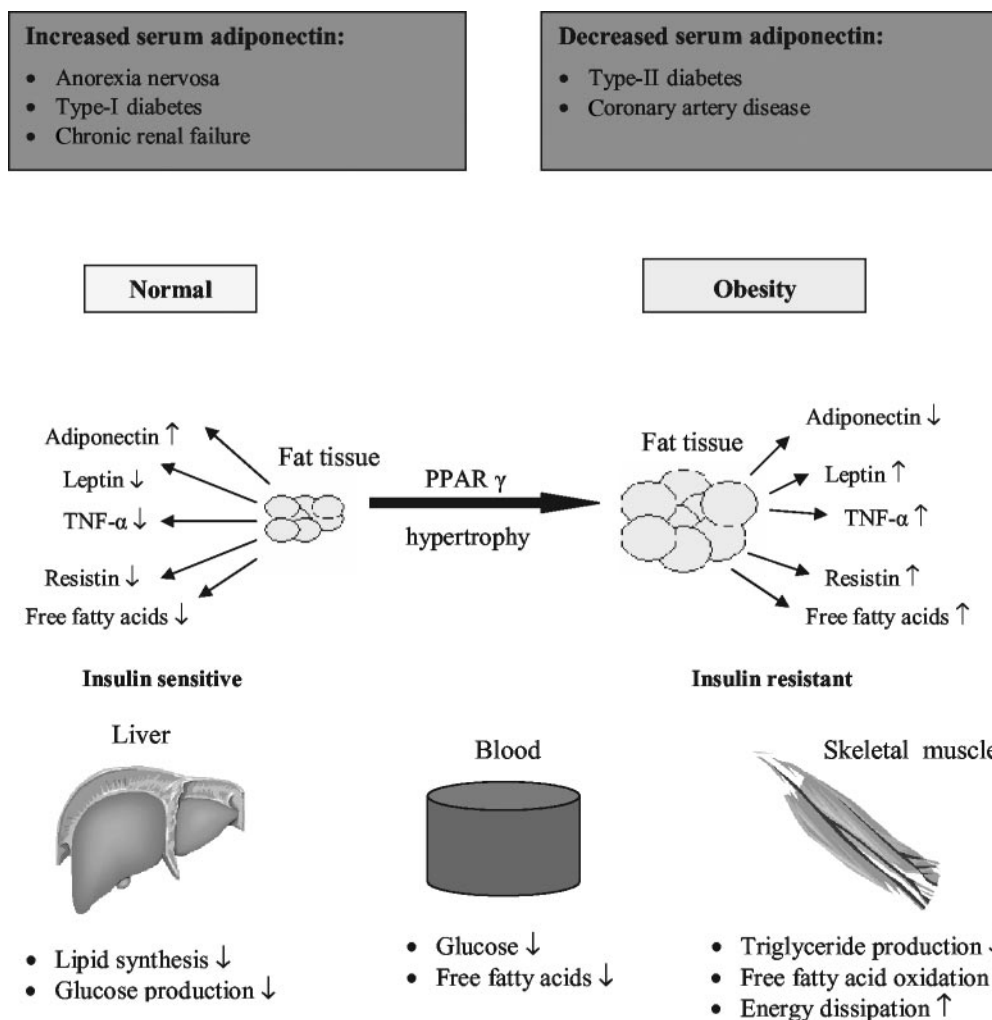 Increased serum adiponectin:
• Anorexia nervosa
• Type-I diabetes
• Chronic renal failure
Decreased serum adiponectin:
• Type-II diabetes
• Coronary artery disease
Normal
Obesity
Adiponectin ↑
Leptin ↓
TNF-α ↓
Resistin ↓
Free fatty acids ↓
Fat tissue
PPAR γ
hypertrophy
Fat tissue
Adiponectin ↓
Leptin ↑
TNF-α ↑
Resistin ↑
Free fatty acids ↑
Insulin sensitive
Insulin resistant
Liver
Blood
Skeletal muscle
• Lipid synthesis ↓
• Glucose production ↓
• Glucose ↓
• Free fatty acids ↓
• Triglyceride production
• Free fatty acid oxidation
• Energy dissipation ↑